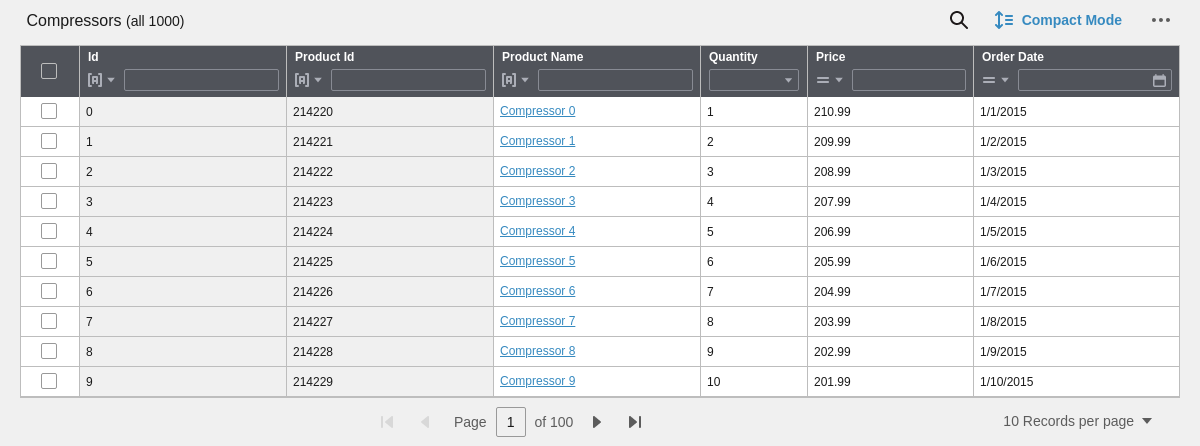 Compressors (all 1000) Compact Mode
Id Product Id Product Name Quantity Price Order Date
0 214220 Compressor 0 1 210.99 1/1/2015
1 214221 Compressor 1 2 209.99 1/2/2015
2 214222 Compressor 2 3 208.99 1/3/2015
3 214223 Compressor 3 4 207.99 1/4/2015
4 214224 Compressor 4 5 206.99 1/5/2015
5 214225 Compressor 5 6 205.99 1/6/2015
6 214226 Compressor 6 7 204.99 1/7/2015
7 214227 Compressor 7 8 203.99 1/8/2015
8 214228 Compressor 8 9 202.99 1/9/2015
9 214229 Compressor 9 10 201.99 1/10/2015
Page 1 of 100 10 Records per page